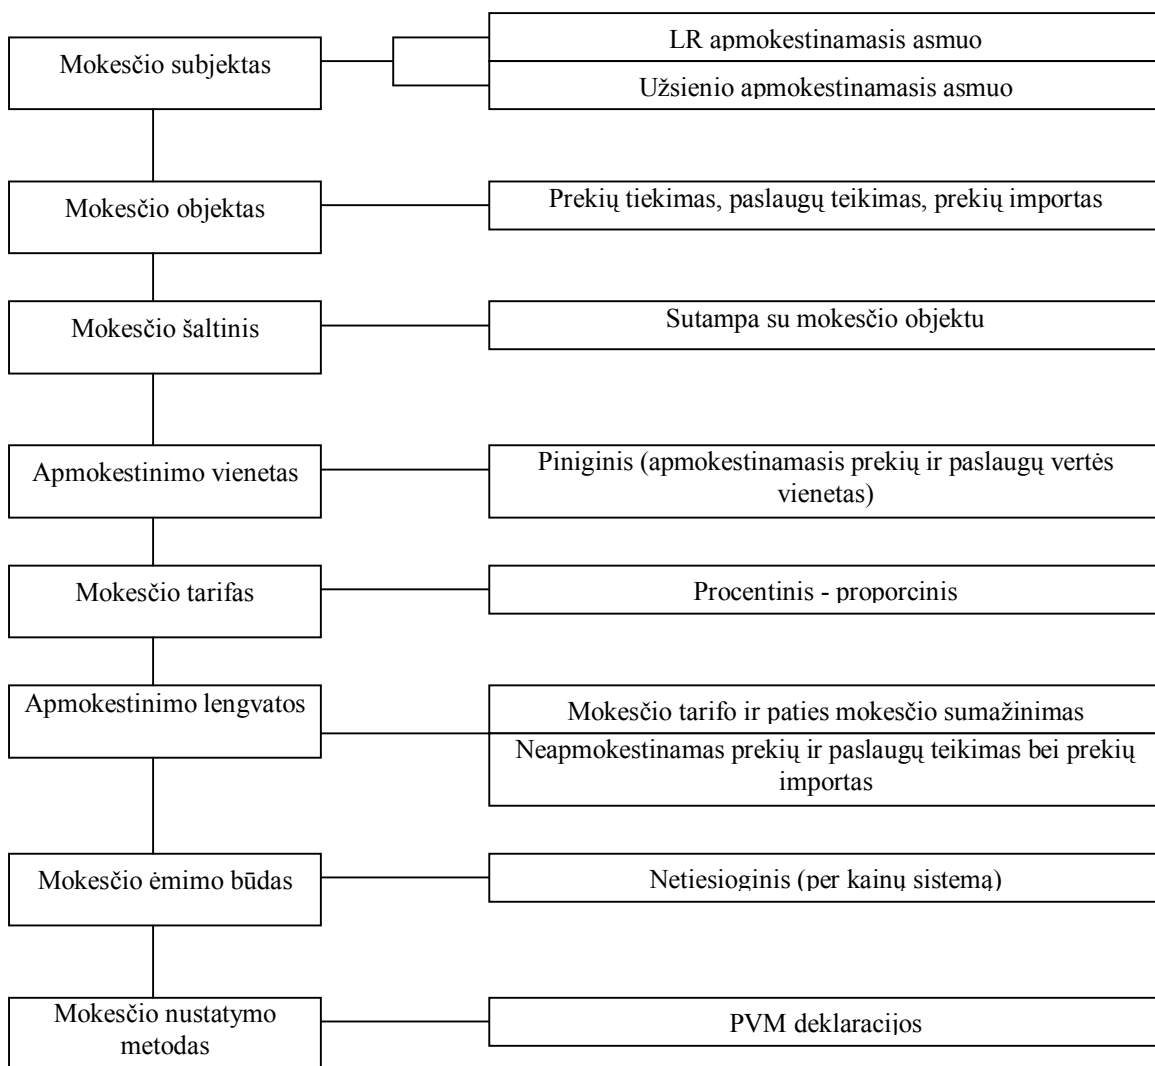 Mokesčio subjektas
LR apmokestinamasis asmuo
Užsienio apmokestinamasis asmuo
Mokesčio objektas
Prekių tiekimas, paslaugų teikimas, prekių importas
Mokesčio šaltinis
Sutampa su mokesčio objektu
Apmokestinimo vienetas
Piniginis (apmokestinamasis prekių ir paslaugų vertės
vienetas)
Mokesčio tarifas
Procentinis - proporcinis
Apmokestinimo lengvatos
Mokesčio tarifo ir paties mokesčio sumažinimas
Neapmokestinamas prekių ir paslaugų teikimas bei prekių
importas
Mokesčio ėmimo būdas
Netiesioginis (per kainų sistemą)
Mokesčio nustatymo
metodas
PVM deklaracijos